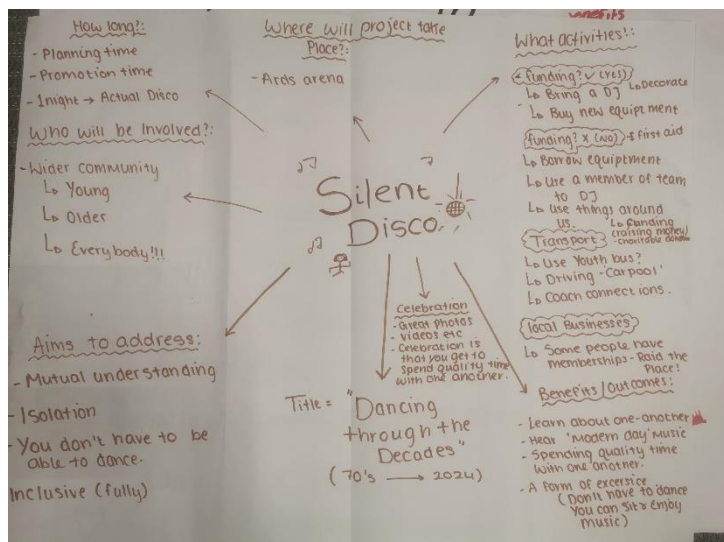 How long?:
- Planning time
- Promotion time
- 1night → Actual Disco
Who will be Involved?:
- Wider community
↳ Young
↳ Older
↳ Everybody!!!
Aims to address:
- Mutual understanding
- Isolation
- You don't have to be
able to dance.
Inclusive (fully)
Where will project take
Place?:
- Ards arena
Silent
Disco
Celebration
- Great photos
- videos etc
- Celebration is
that you get to
spend quality time
with one another.
Title = "Dancing
through the
Decades"
(70's → 2024)
What activities?:
funding? ✓ (YES)
↳ Bring a DJ ↳ Decorate
↳ Buy new equiptment
funding? x (NO) first aid
↳ Borrow equiptment
↳ Use a member of team
to DJ
↳ Use things around
us. ↳ funding
(raising money)
- charitable
Transport
↳ Use Youth bus?
↳ Driving - 'Carpool'
↳ Coach connections.
local Businesses
↳ Some people have
memberships - Raid the
Place!
Benefits/outcomes:
- Learn about one-another
- Hear 'Modern day' Music
- Spending quality time
with one another.
- A form of excersice
(Don't have to dance
You can sit & enjoy
music)